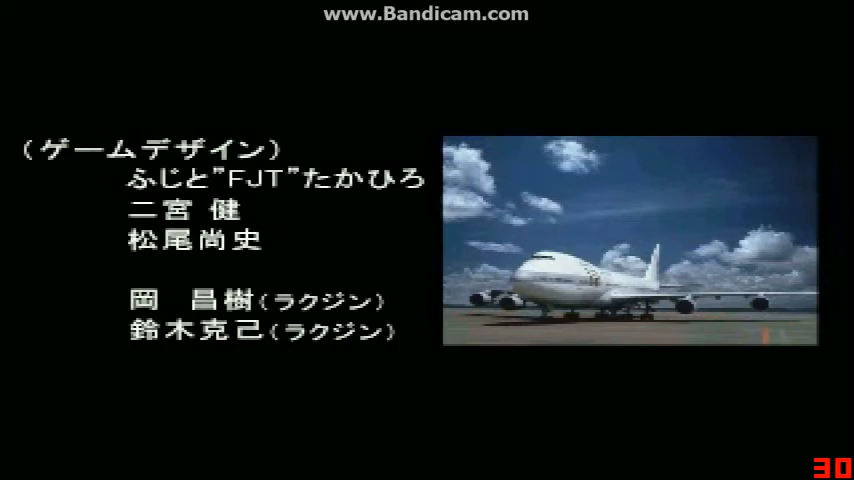 www.Bandicam.com
(ゲームデザイン)
ふじと"FJT"たかひろ
二宮 健
松尾尚史
岡 昌樹(ラクジン)
鈴木克己(ラクジン)
30